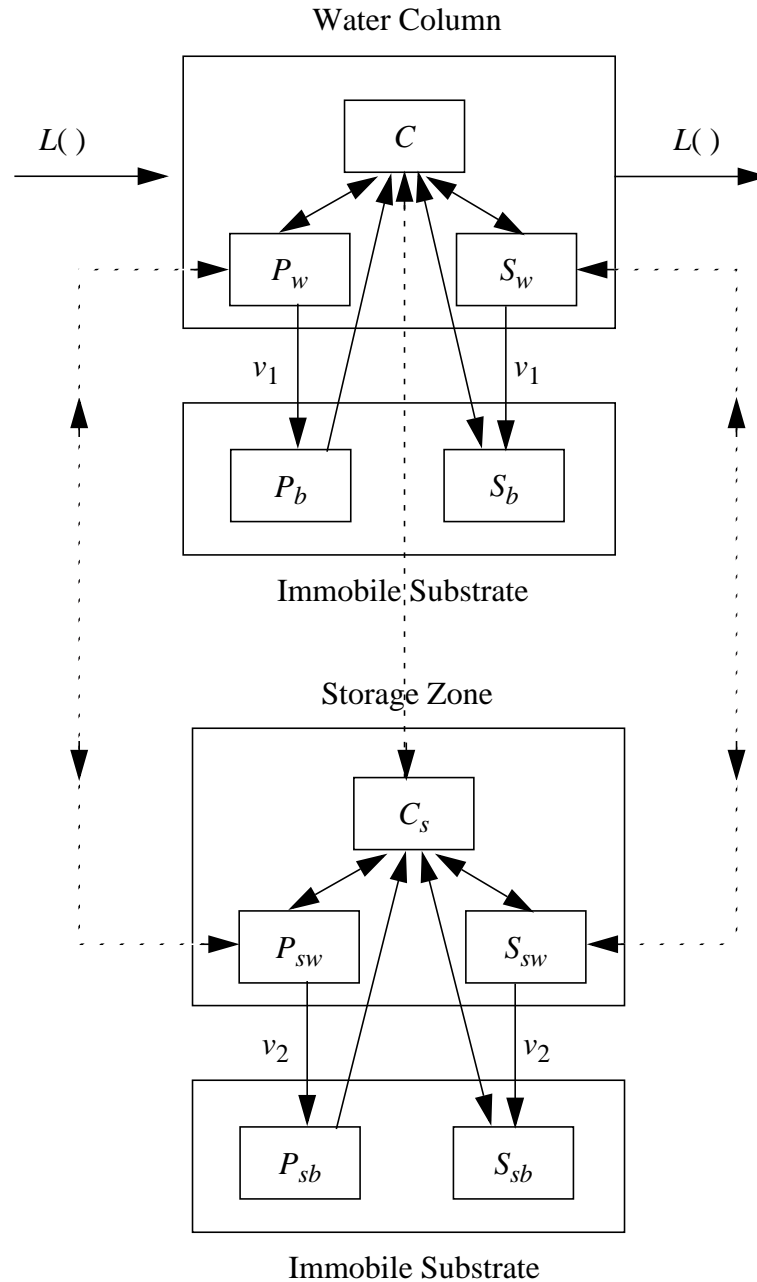 Water Column
L( )
L( )
C
P_w
S_w
v_1
v_1
P_b
S_b
Immobile Substrate
Storage Zone
C_s
P_sw
S_sw
v_2
v_2
P_sb
S_sb
Immobile Substrate